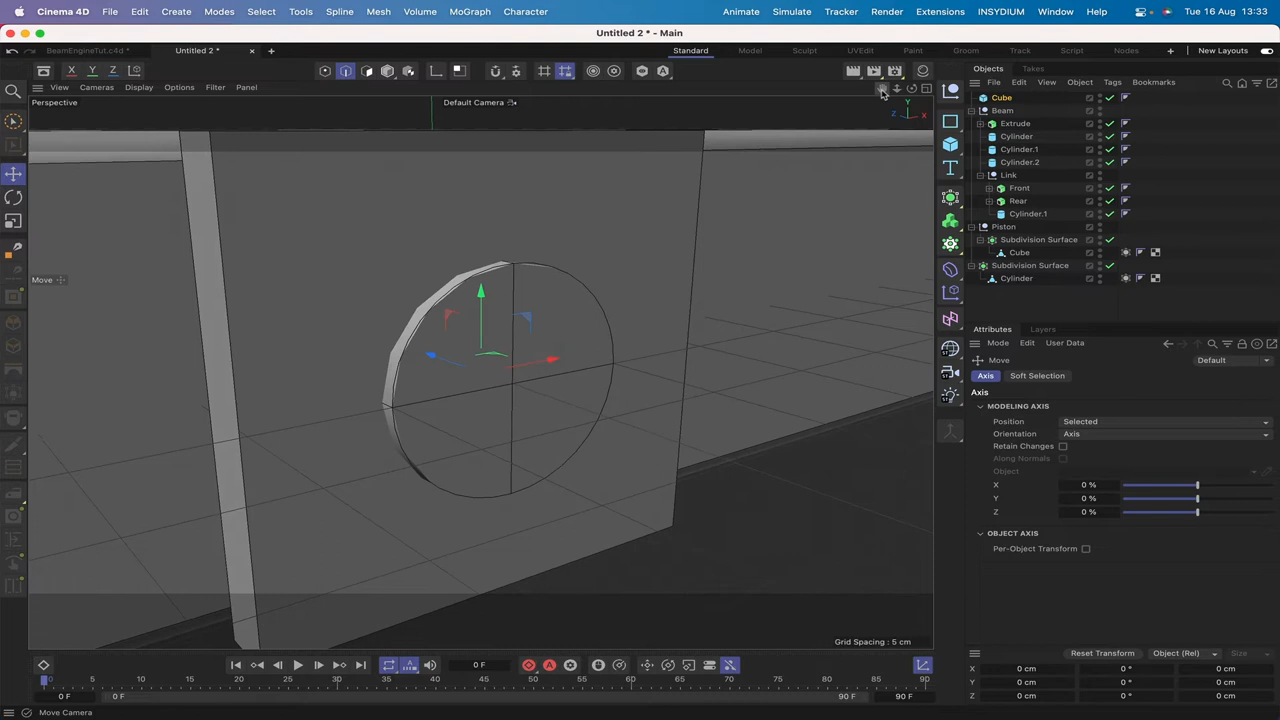 Cinema 4D File Edit Create Modes Select Tools Spline Mesh Volume MoGraph Character Animate Simulate Tracker Render Extensions INSYDIUM Window Help Tue 16 Aug 13:33
Untitled 2 * - Main
BeamEngineTut.c4d * Untitled 2 * Standard Model Sculpt UVEdit Paint Groom Track Script Nodes New Layouts
Objects Takes
View Cameras Display Options Filter Panel
File Edit View Object Tags Bookmarks
Perspective Default Camera
Y
Z X
Cube
Beam
Extrude
Cylinder
Cylinder.1
Cylinder.2
Link
Front
Rear
Cylinder.1
Piston
Subdivision Surface
Cube
Subdivision Surface
Cylinder
Move
Attributes Layers
Mode Edit User Data
Move Default
Axis Soft Selection
Axis
MODELING AXIS
Position Selected
Orientation Axis
Retain Changes
Along Normals
Object
X 0 %
Y 0 %
Z 0 %
OBJECT AXIS
Per-Object Transform
Grid Spacing : 5 cm
Reset Transform Object (Rel) Size
0 F
X 0 cm 0 ° 0 cm
Y 0 cm 0 ° 0 cm
Z 0 cm 0 ° 0 cm
0 5 10 15 20 25 30 35 40 45 50 55 60 65 70 75 80 85 90
0 F 0 F 90 F 90 F
Move Camera